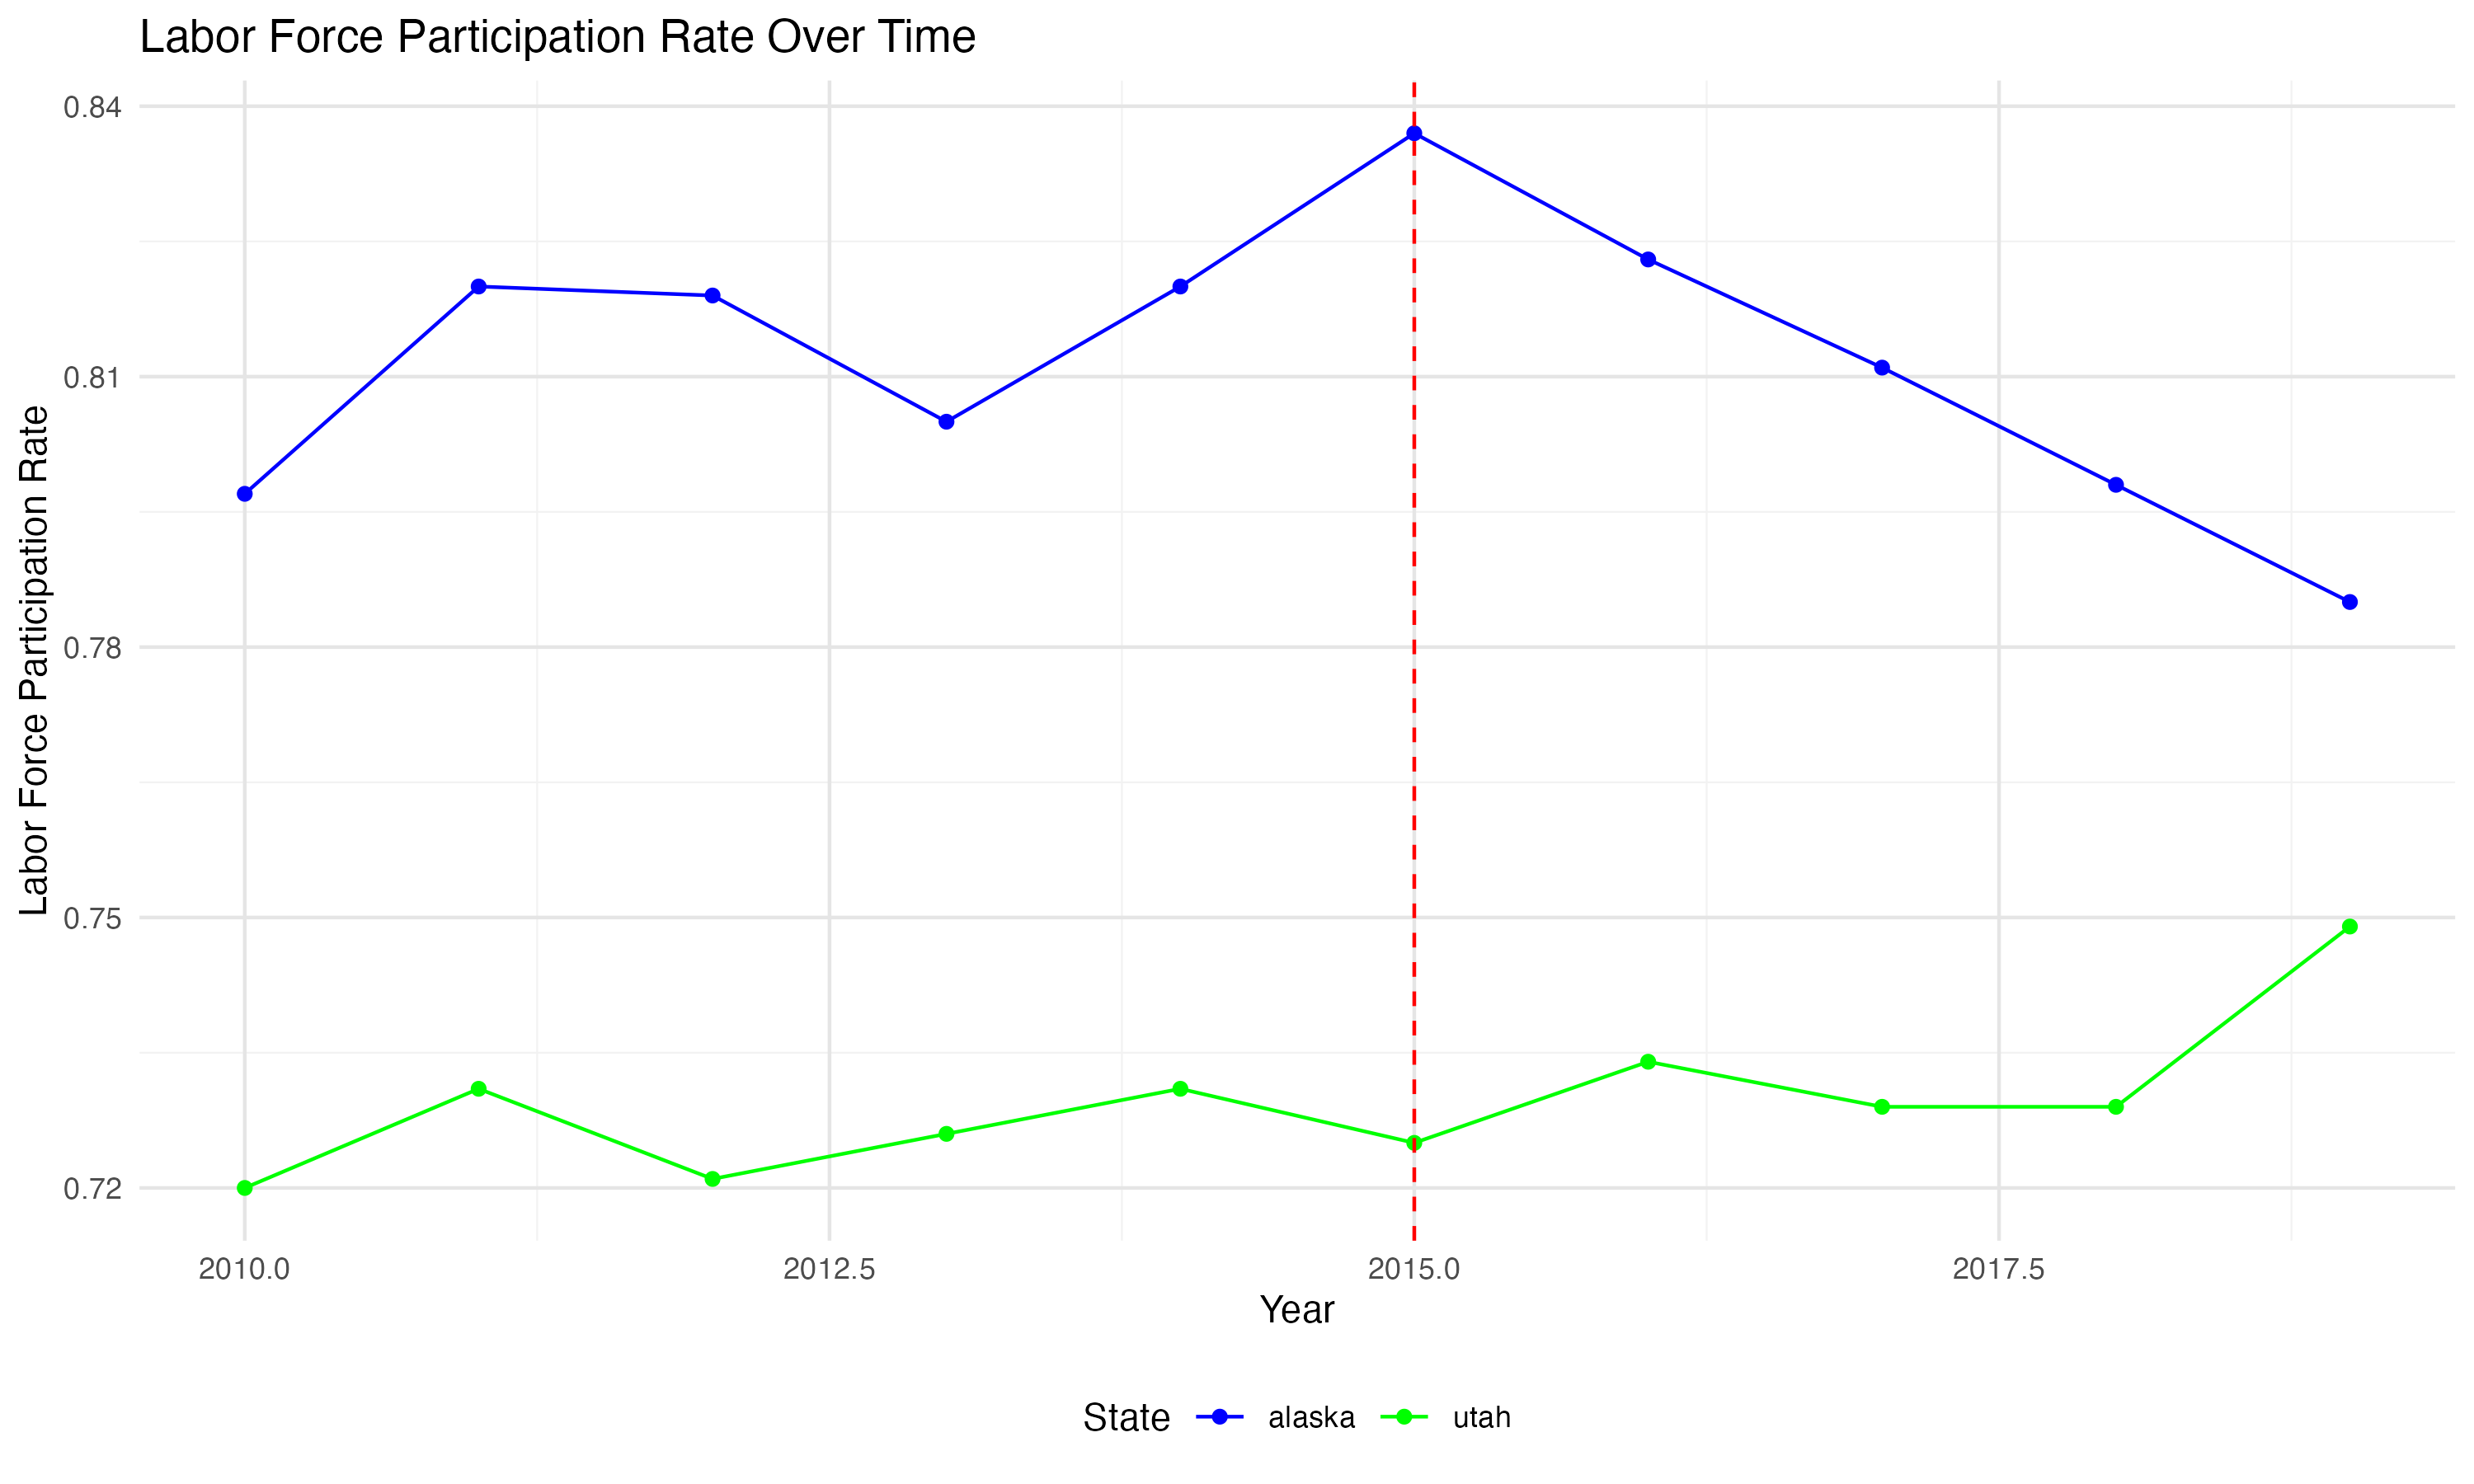 Labor Force Participation Rate Over Time
Labor Force Participation Rate
0.84
0.81
0.78
0.75
0.72
2010.0 2012.5 2015.0 2017.5
Year
State alaska utah